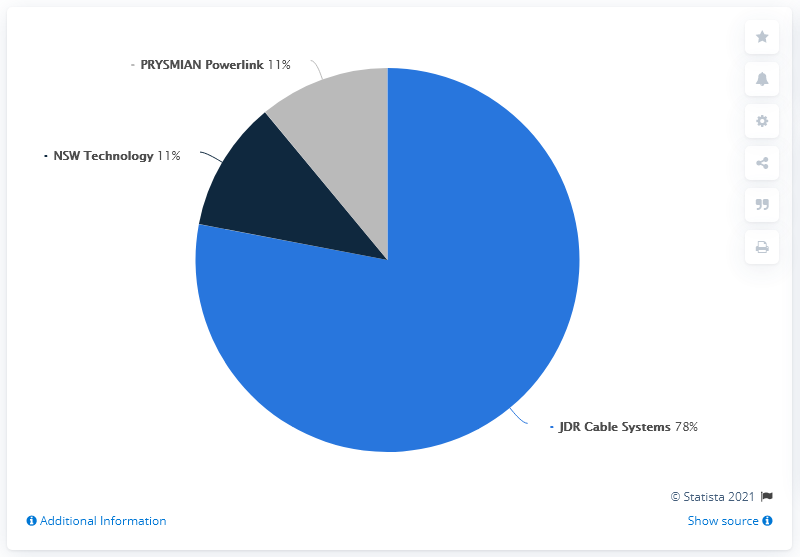 PRYSMIAN Powerlink 11%
NSW Technology 11%
JDR Cable Systems 78%
© Statista 2021
Additional Information
Show source